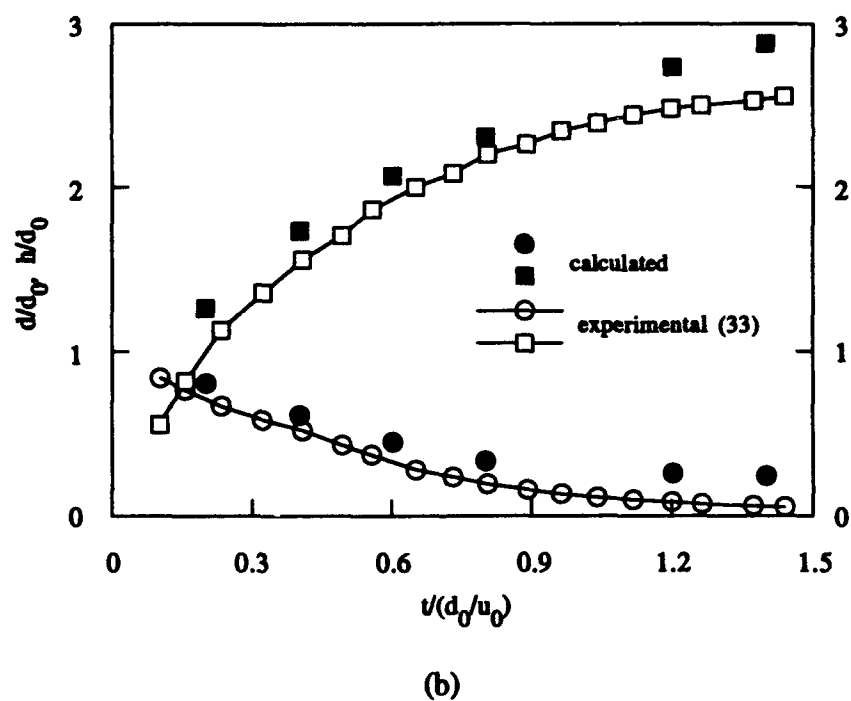 3
3
2
2
d/d0, h/d0
calculated
experimental (33)
1
1
0
0
0
0.3
0.6
0.9
1.2
1.5
t/(d0/u0)
(b)